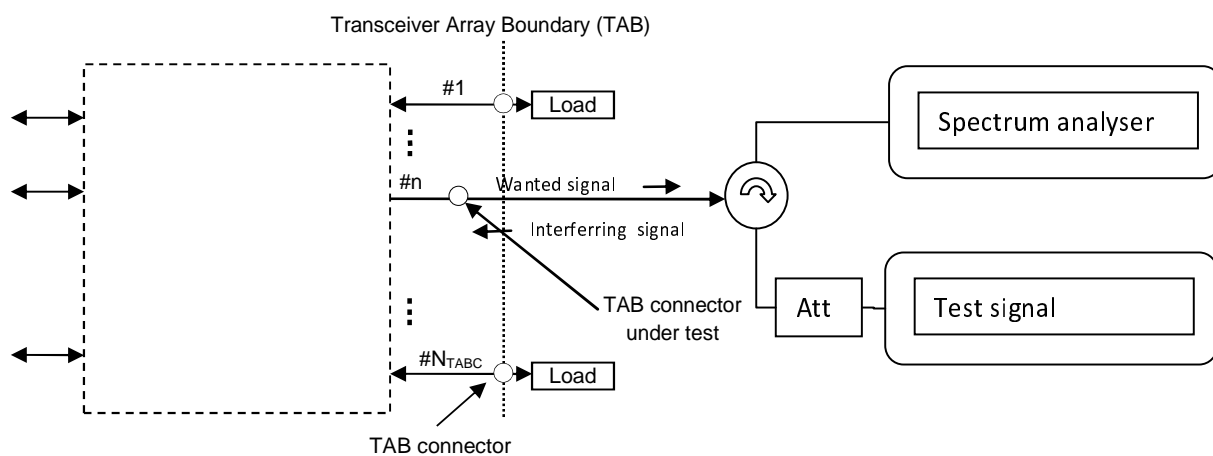 Transceiver Array Boundary (TAB)
#1
Load
Spectrum analyser
#n
Wanted signal
Interferring signal
TAB connector
under test
Att
Test signal
#NTABC
Load
TAB connector